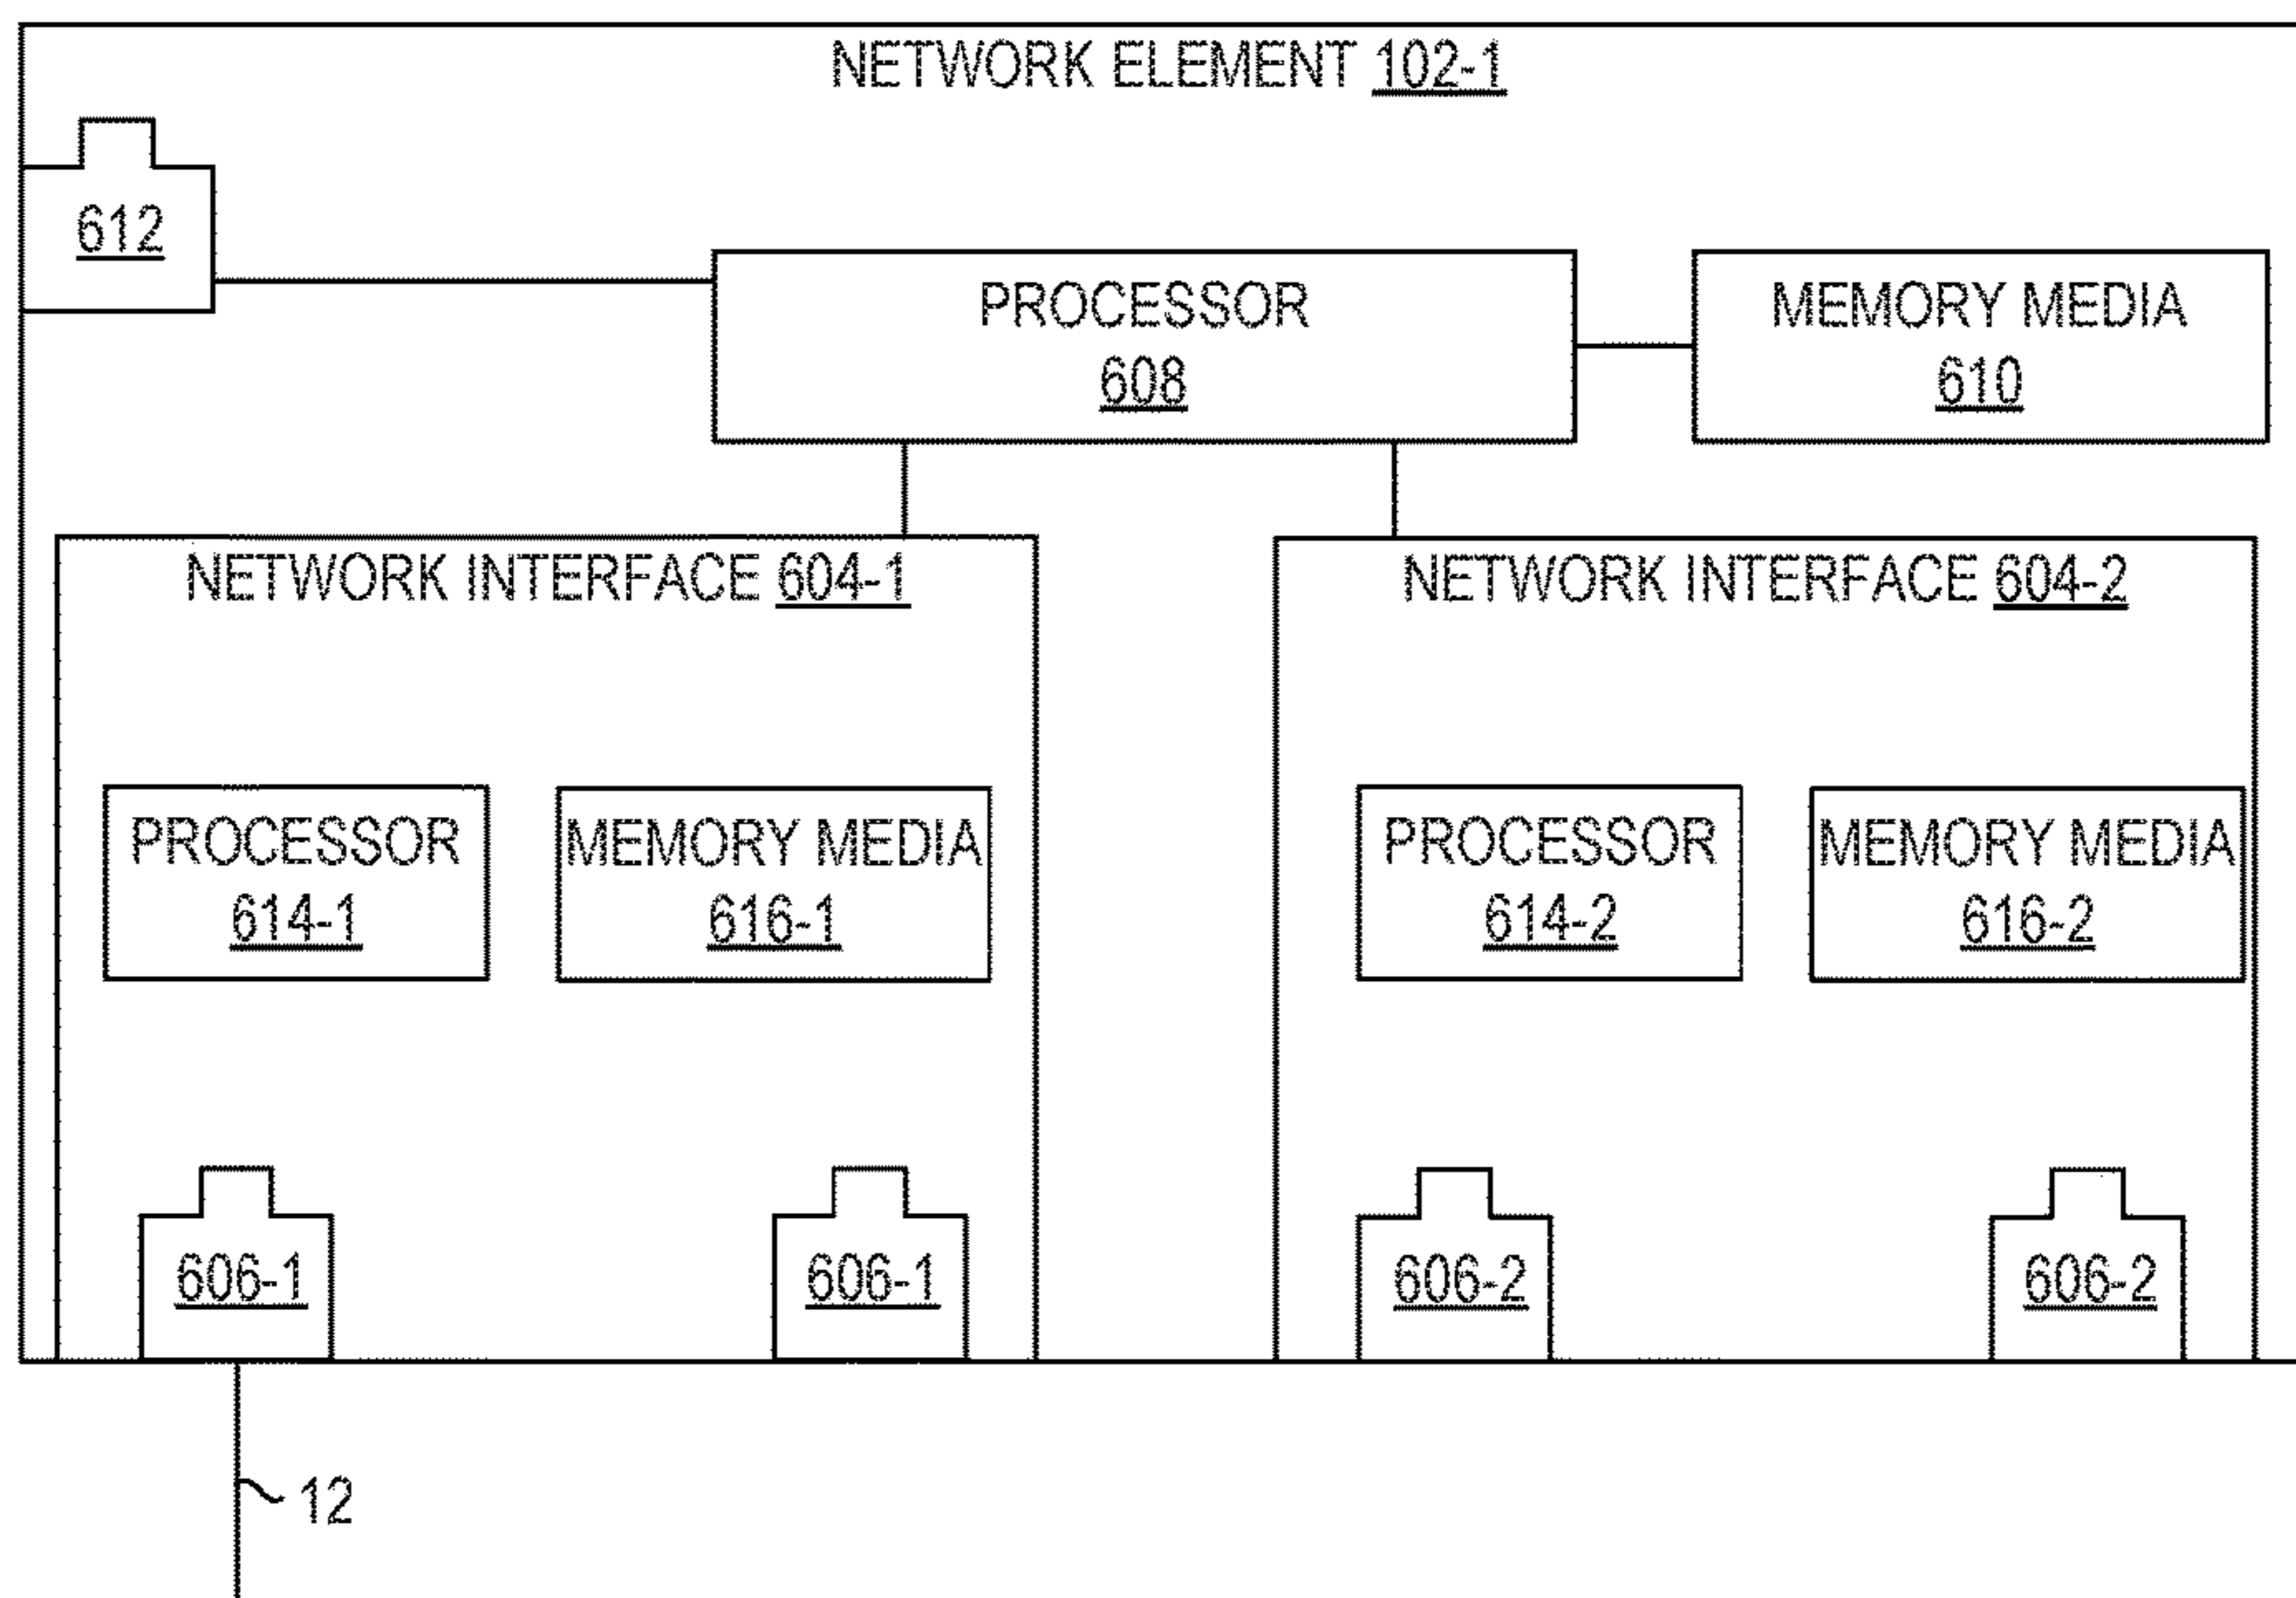 NETWORK ELEMENT 102-1
612
PROCESSOR
608
MEMORY MEDIA
610
NETWORK INTERFACE 604-1
NETWORK INTERFACE 604-2
PROCESSOR
614-1
MEMORY MEDIA
616-1
PROCESSOR
614-2
MEMORY MEDIA
616-2
606-1
606-1
606-2
606-2
12